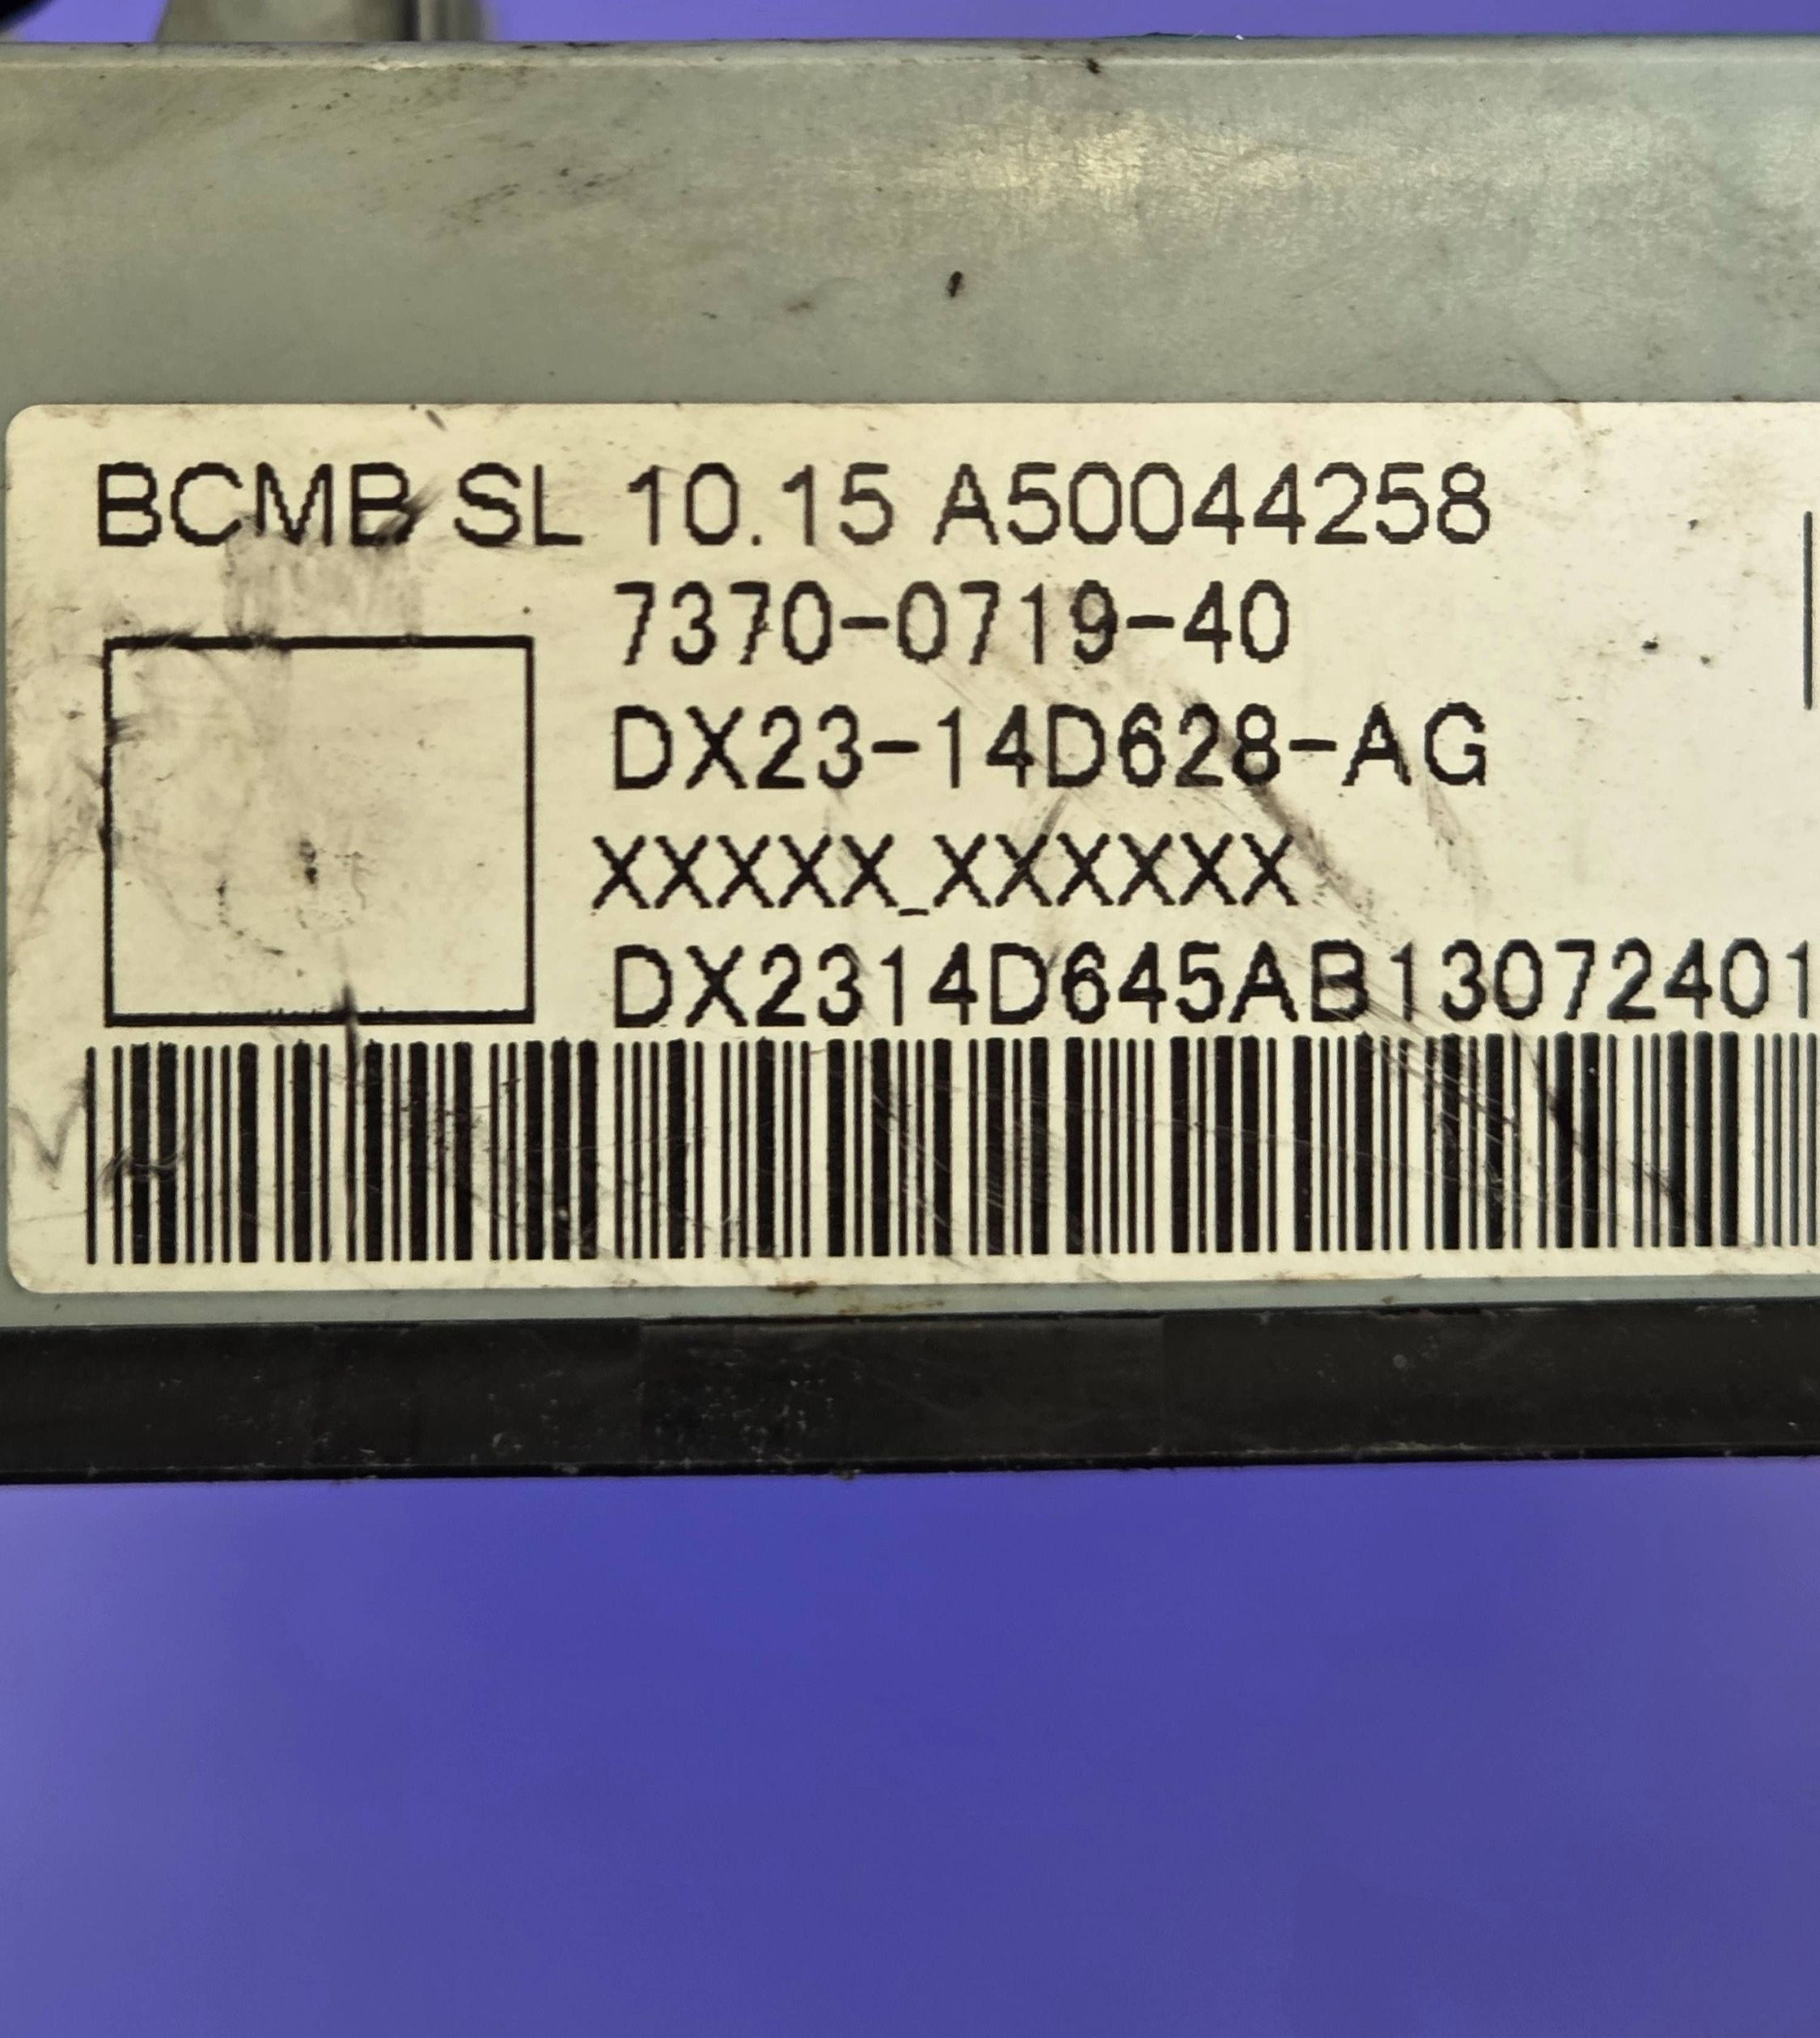 BCMB SL 10.15 A50044258
7370-0719-40
DX23-14D628-AG
XXXXX_XXXXXX
DX2314D645AB13072401